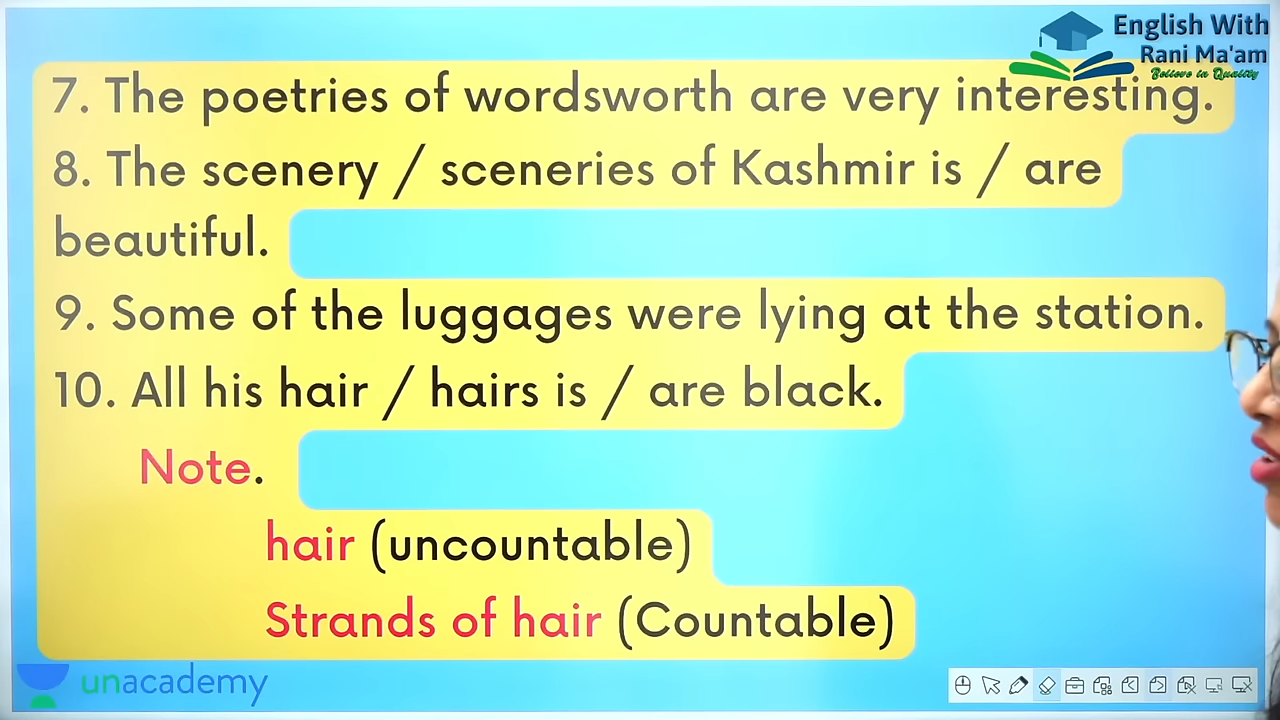 English With
Rani Ma'am
Believe in Quality
7. The poetries of wordsworth are very interesting.
8. The scenery / sceneries of Kashmir is / are
beautiful.
9. Some of the luggages were lying at the station.
10. All his hair / hairs is / are black.
Note.
hair (uncountable)
Strands of hair (Countable)
unacademy